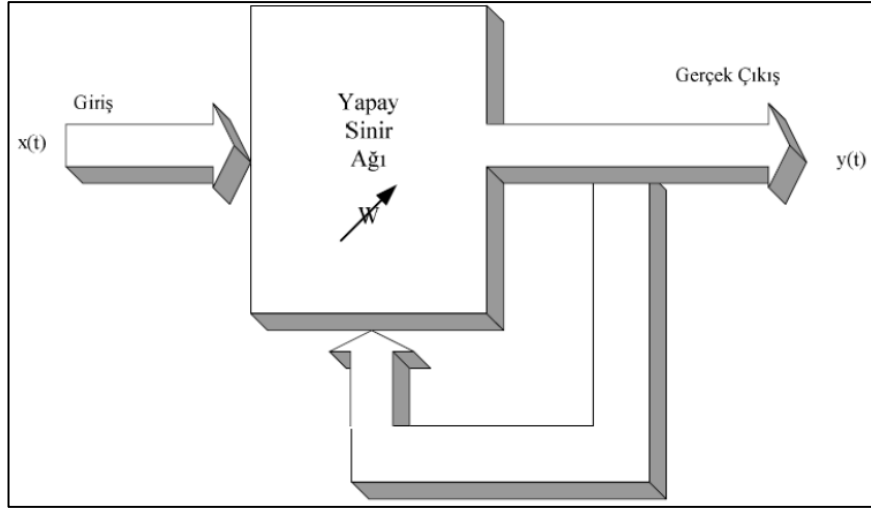 Giriş
x(t)
Yapay
Sinir
Ağı
W
Gerçek Çıkış
y(t)